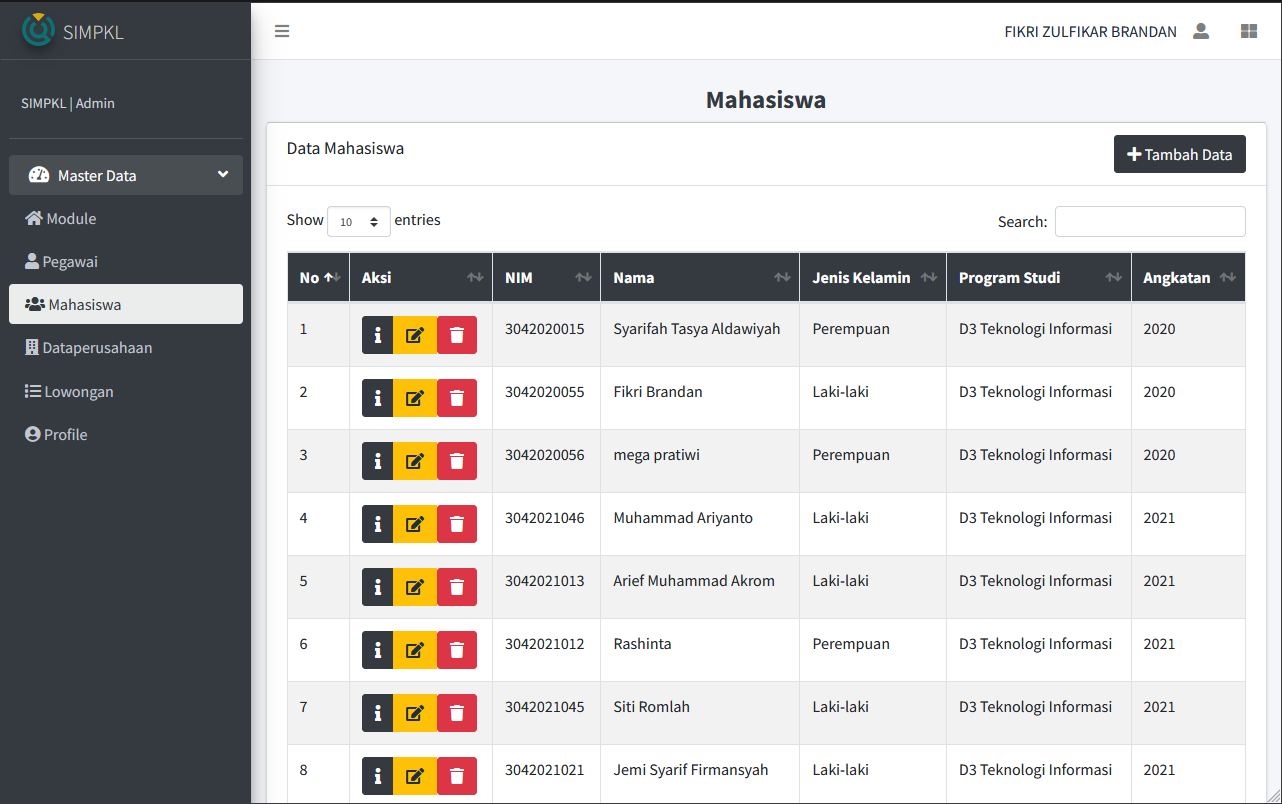 SIMPKL
FIKRI ZULFIKAR BRANDAN
SIMPKL | Admin
Master Data
Module
Pegawai
Mahasiswa
Dataperusahaan
Lowongan
Profile
Mahasiswa
Data Mahasiswa
Tambah Data
Show 10 entries
Search:
No Aksi NIM Nama Jenis Kelamin Program Studi Angkatan
1 3042020015 Syarifah Tasya Aldawiyah Perempuan D3 Teknologi Informasi 2020
2 3042020055 Fikri Brandan Laki-laki D3 Teknologi Informasi 2020
3 3042020056 mega pratiwi Perempuan D3 Teknologi Informasi 2020
4 3042021046 Muhammad Ariyanto Laki-laki D3 Teknologi Informasi 2021
5 3042021013 Arief Muhammad Akrom Laki-laki D3 Teknologi Informasi 2021
6 3042021012 Rashinta Perempuan D3 Teknologi Informasi 2021
7 3042021045 Siti Romlah Laki-laki D3 Teknologi Informasi 2021
8 3042021021 Jemi Syarif Firmansyah Laki-laki D3 Teknologi Informasi 2021